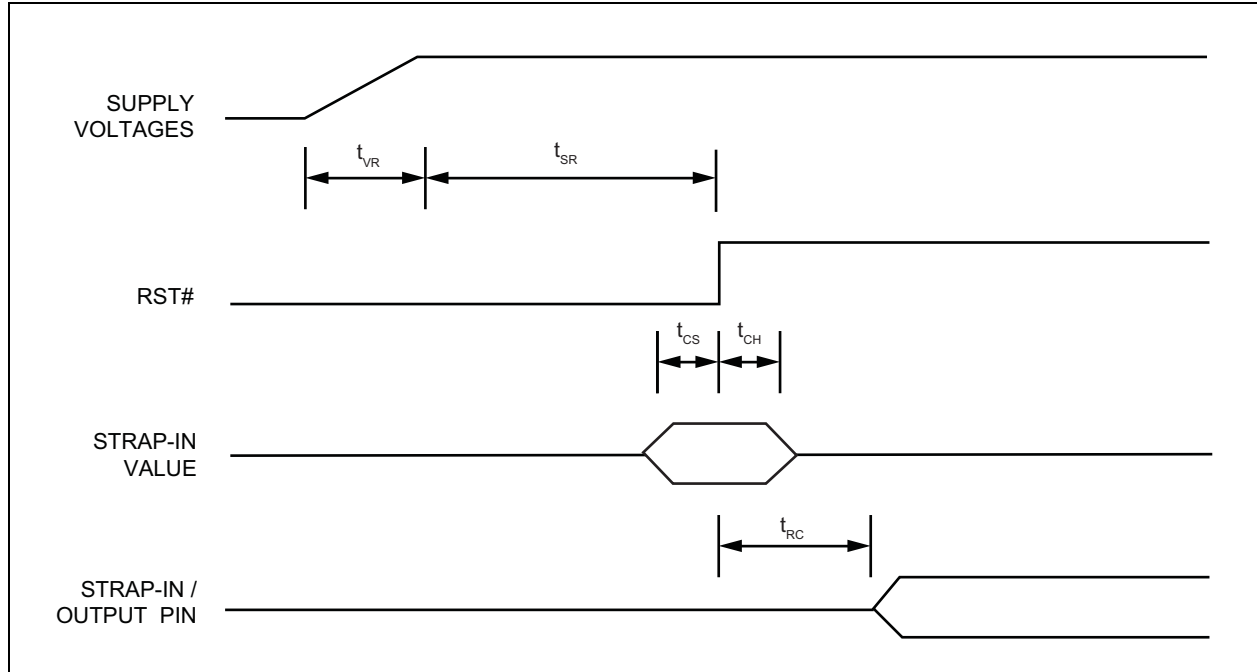 SUPPLY
VOLTAGES
tVR
tSR
RST#
tCS
tCH
STRAP-IN
VALUE
tRC
STRAP-IN /
OUTPUT PIN